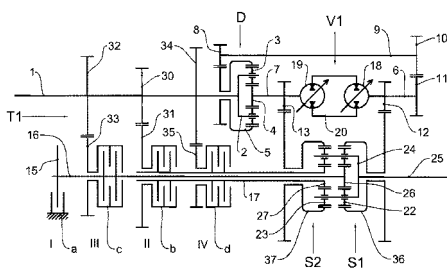 D V1
32 34 8 3 19 18 9 10
1 30 7 6 11
T1
33 31 35 13 20 12 24
16 2 5 4
15 25
17 27 26
23 22
37 36
I III II IV
a c b d
S2 S1